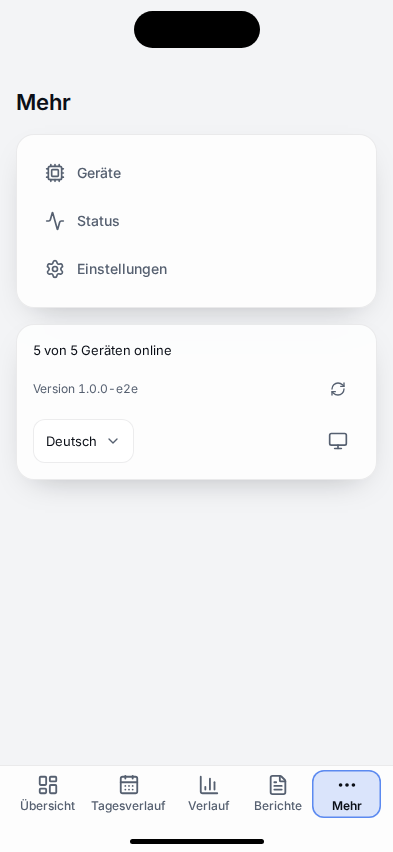 Mehr
Geräte
Status
Einstellungen
5 von 5 Geräten online
Version 1.0.0-e2e
Deutsch
Übersicht
Tagesverlauf
Verlauf
Berichte
Mehr